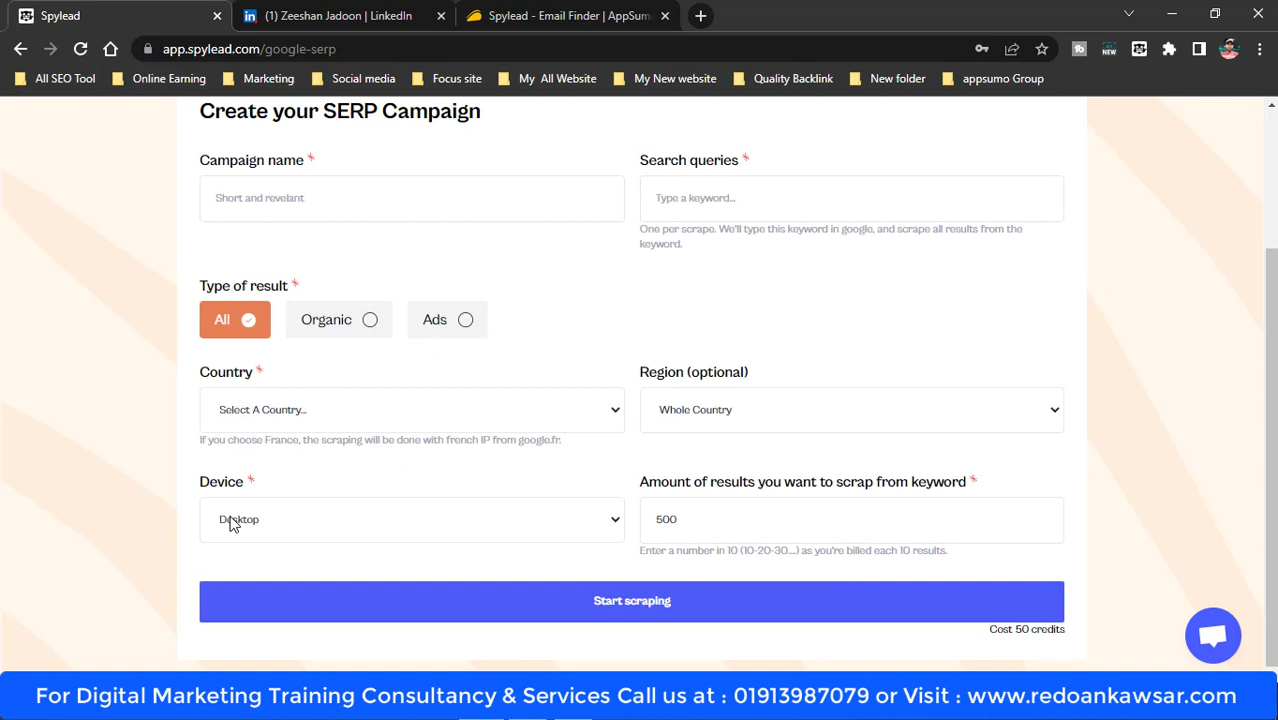 Spylead
(1) Zeeshan Jadoon | LinkedIn
Spylead - Email Finder | AppSum
app.spylead.com/google-serp
NEW
All SEO Tool
Online Earning
Marketing
Social media
Focus site
My All Website
My New website
Quality Backlink
New folder
appsumo Group
Create your SERP Campaign
Campaign name *
Search queries *
Short and revelant
Type a keyword...
One per scrape. We'll type this keyword in google, and scrape all results from the
keyword.
Type of result *
All
Organic
Ads
Country *
Region (optional)
Select A Country...
Whole Country
If you choose France, the scraping will be done with french IP from google.fr.
Device *
Amount of results you want to scrap from keyword *
Desktop
500
Enter a number in 10 (10-20-30....) as you're billed each 10 results.
Start scraping
Cost 50 credits
For Digital Marketing Training Consultancy & Services Call us at : 01913987079 or Visit : www.redoankawsar.com